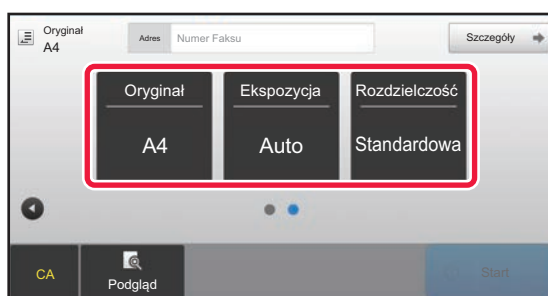 Oryginał
A4
Adres
Numer Faksu
Szczegóły
Oryginał
Ekspozycja
Rozdzielczość
A4
Auto
Standardowa
CA
Podgląd
Start